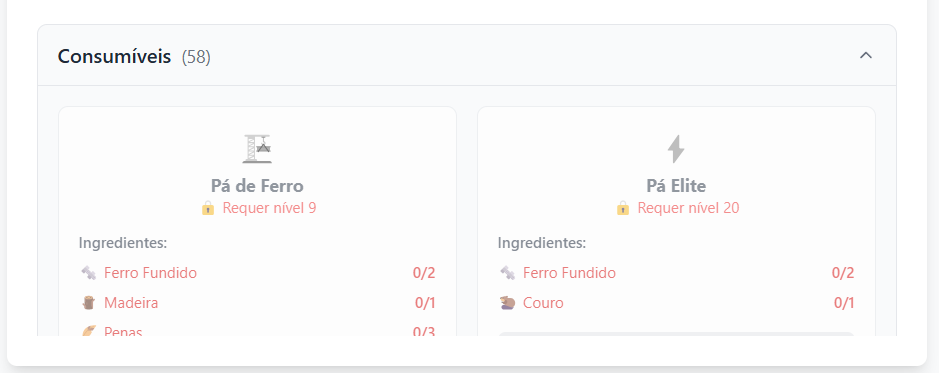 Consumíveis (58)
Pá de Ferro
🔒 Requer nível 9
Ingredientes:
Ferro Fundido 0/2
Madeira 0/1
Penas 0/3
Pá Elite
🔒 Requer nível 20
Ingredientes:
Ferro Fundido 0/2
Couro 0/1